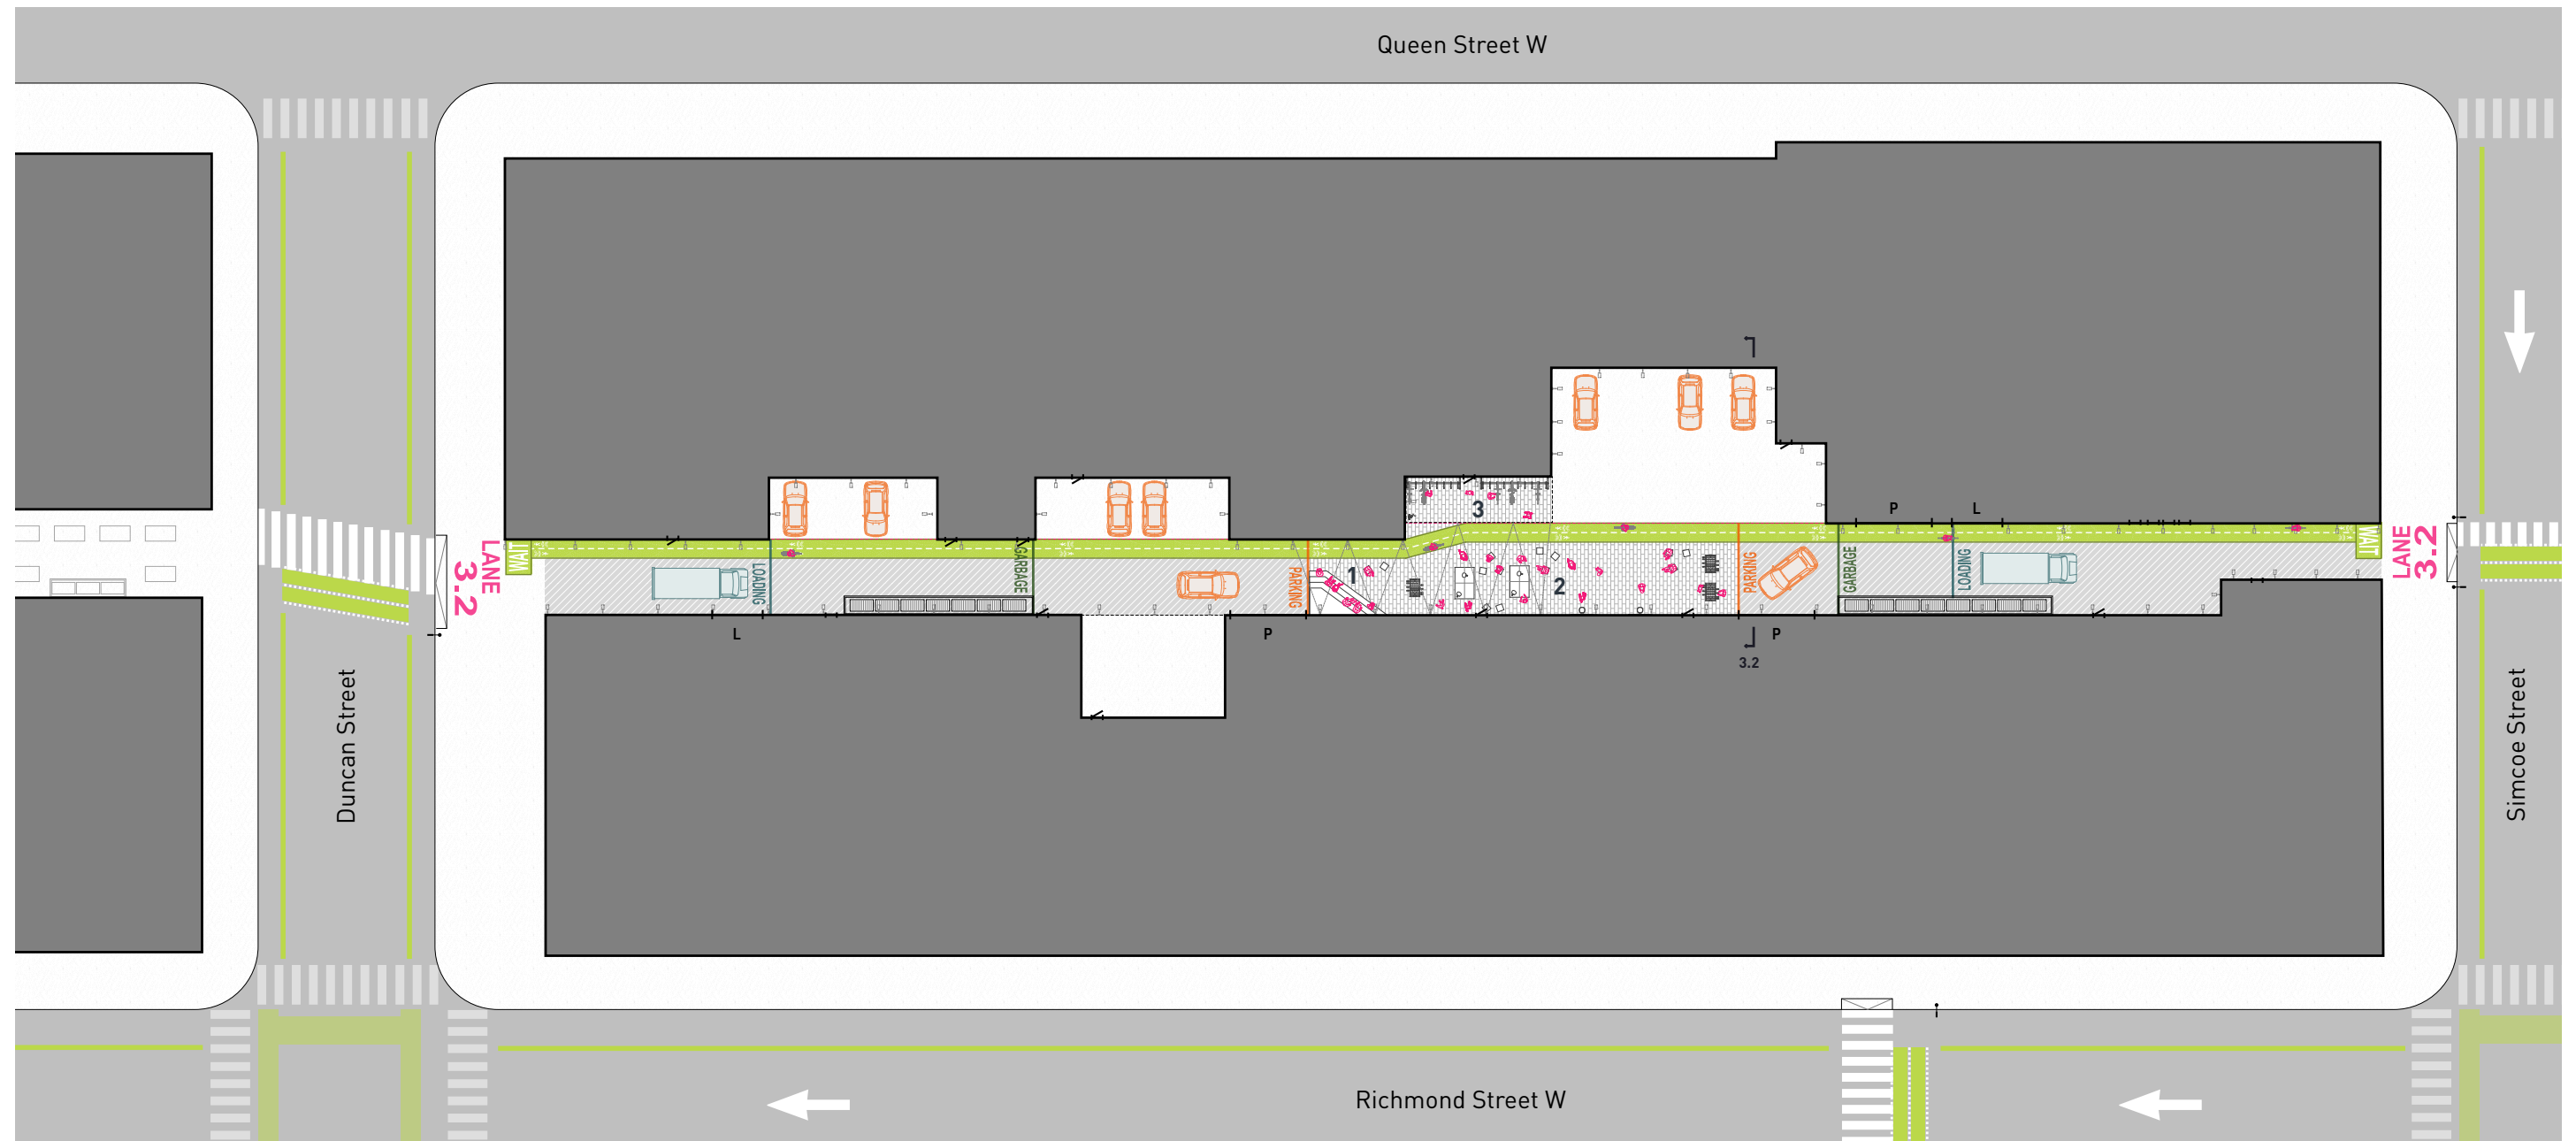 Queen Street W
3
P
L
LANE
3.2
WAIT
LOADING
GARBAGE
PARKING
1
2
PARKING
GARBAGE
LOADING
WAIT
LANE
3.2
L
P
P
3.2
Duncan Street
Simcoe Street
Richmond Street W